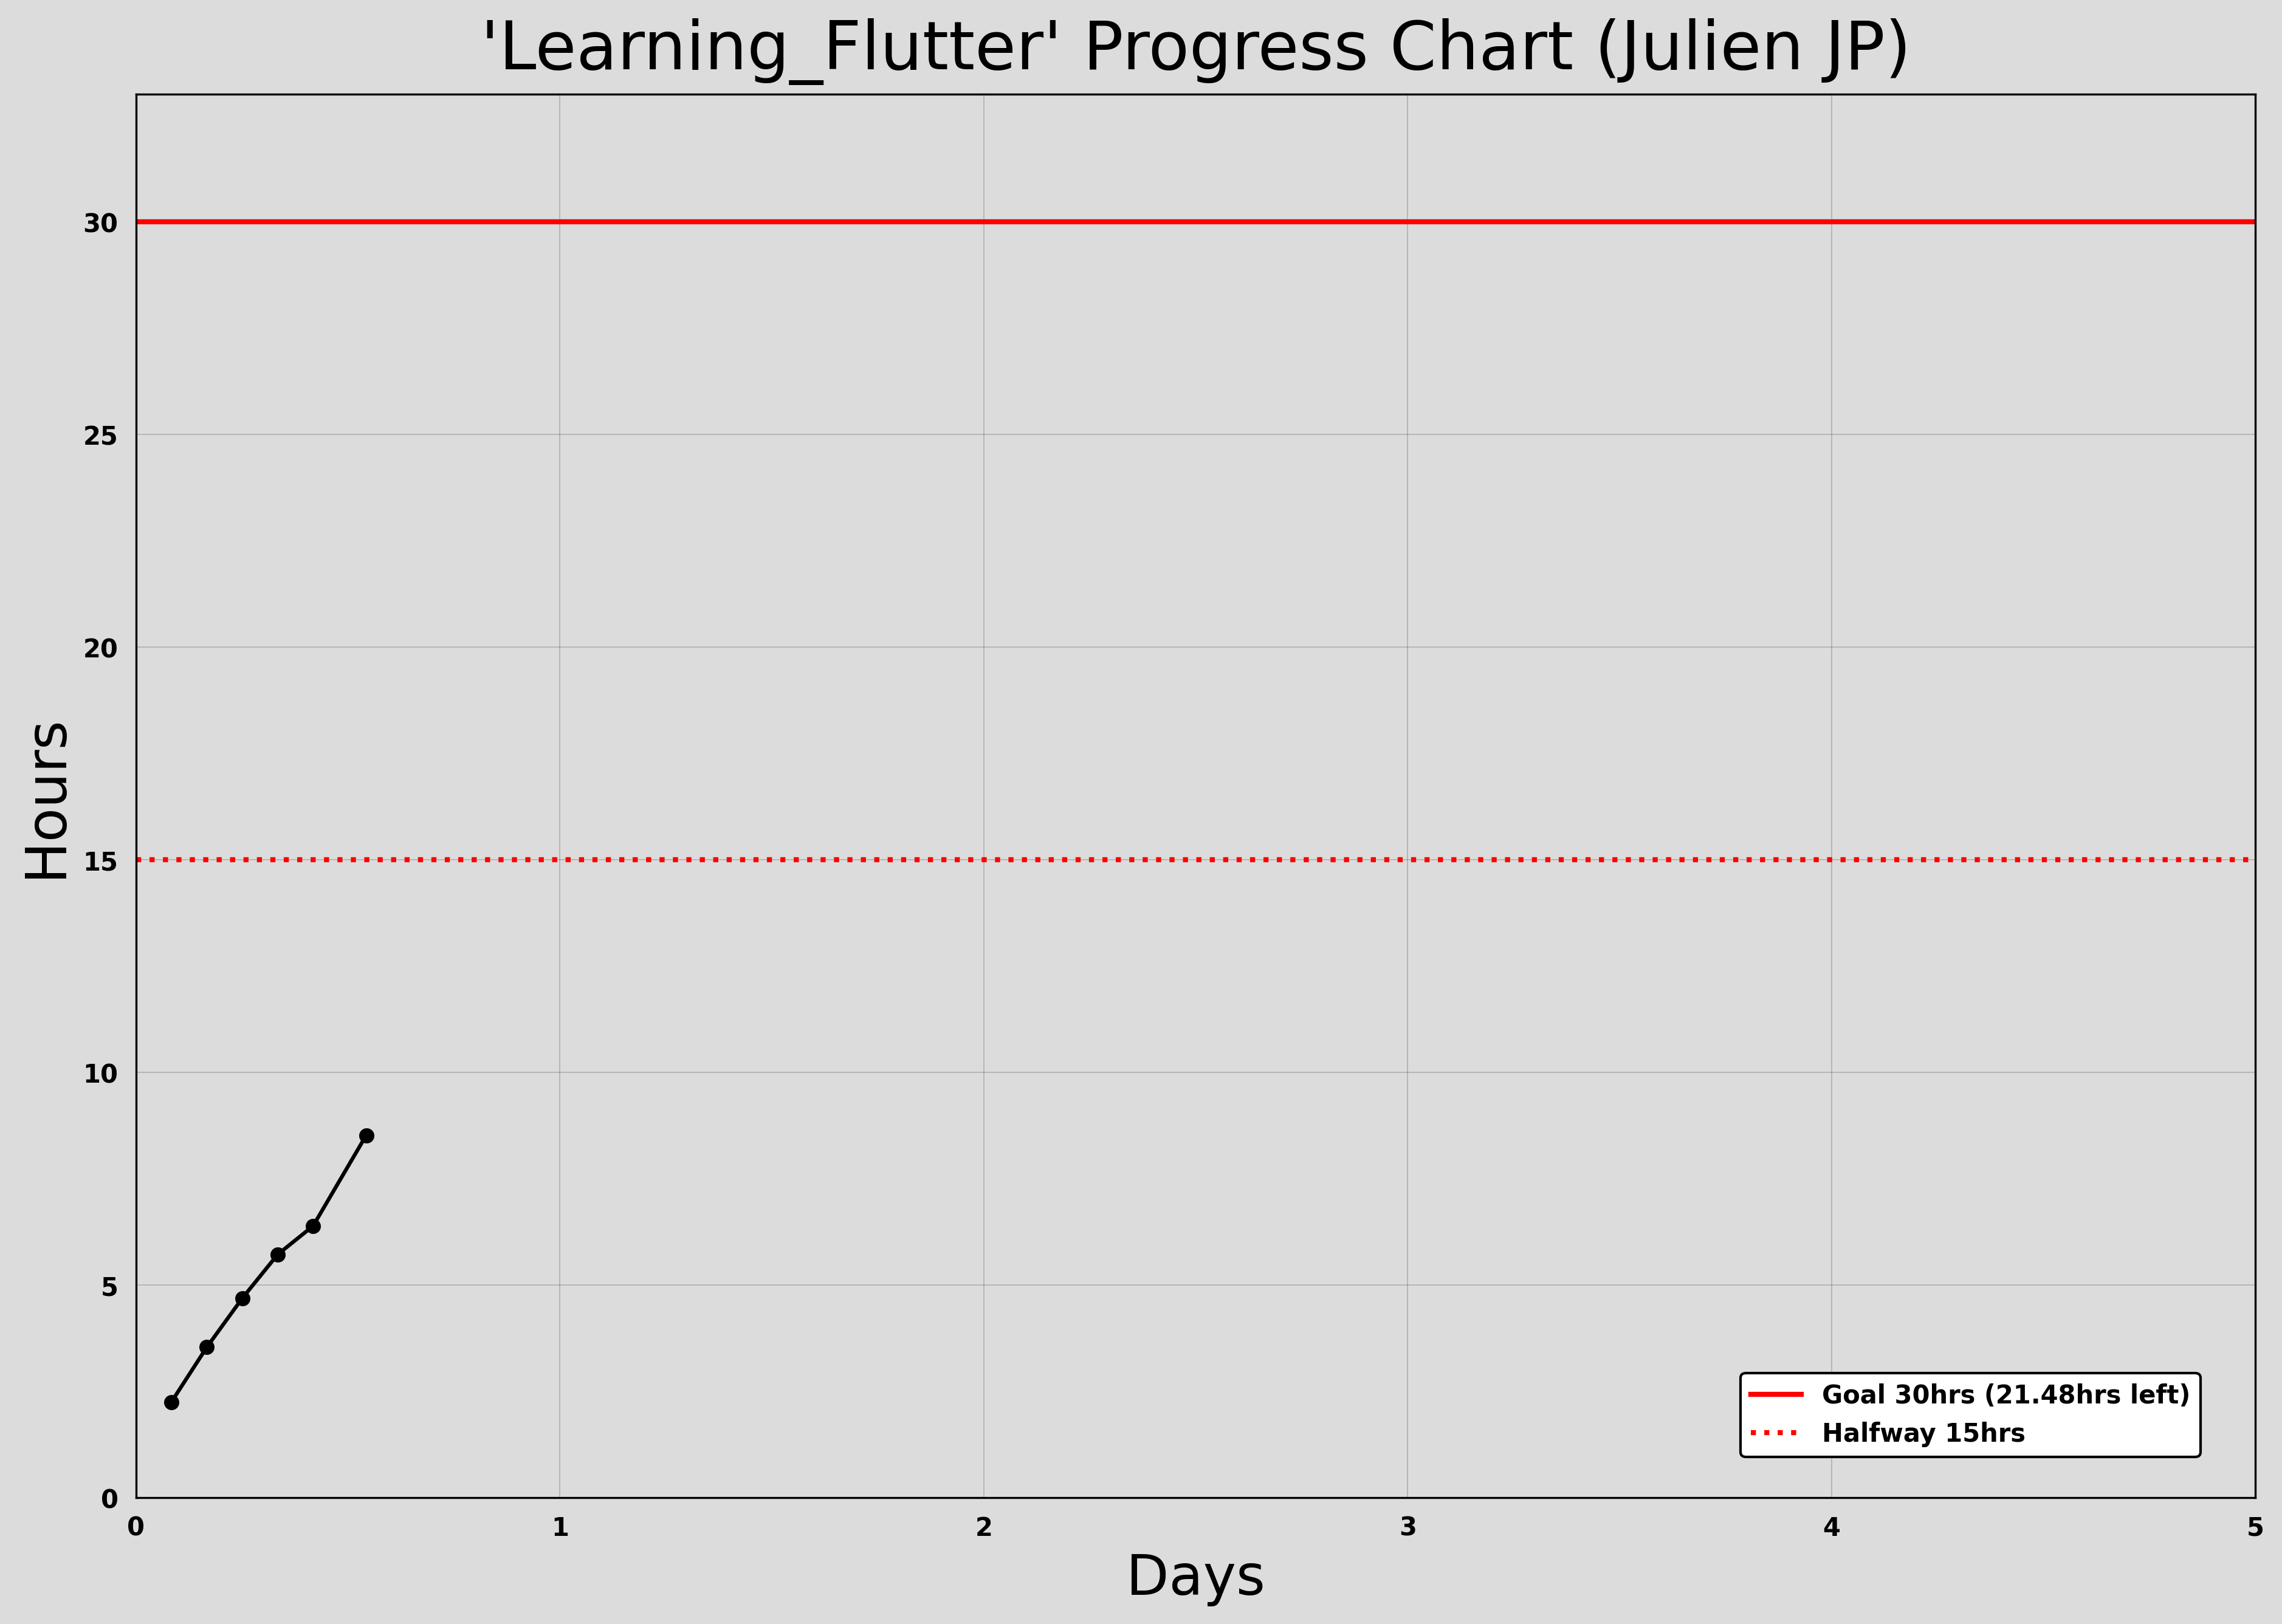 'Learning_Flutter' Progress Chart (Julien JP)
Hours
30
25
20
15
10
5
0
0 1 2 3 4 5
Days
Goal 30hrs (21.48hrs left)
Halfway 15hrs